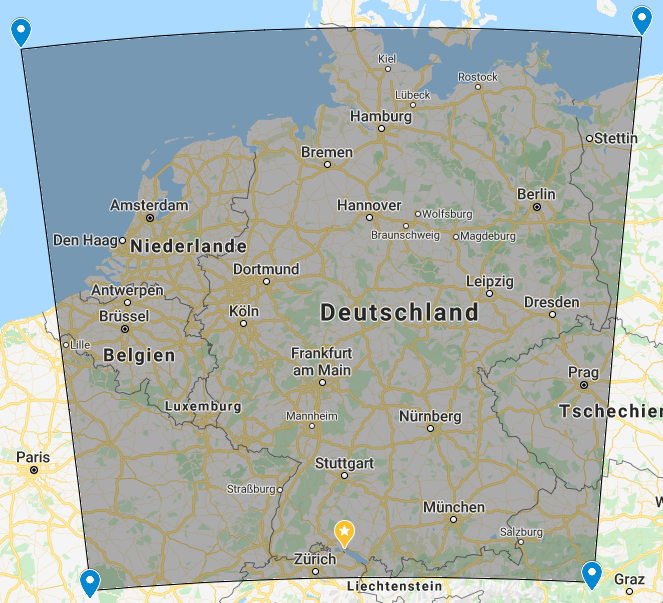 Kiel
Rostock
Lübeck
Hamburg
Stettin
Bremen
Berlin
Amsterdam
Hannover
Wolfsburg
Braunschweig
Magdeburg
Den Haag
Niederlande
Dortmund
Leipzig
Antwerpen
Dresden
Brüssel
Köln
Deutschland
Lille
Belgien
Frankfurt
am Main
Prag
Luxemburg
Mannheim
Nürnberg
Tschechien
Paris
Stuttgart
Straßburg
München
Salzburg
Zürich
Liechtenstein
Graz